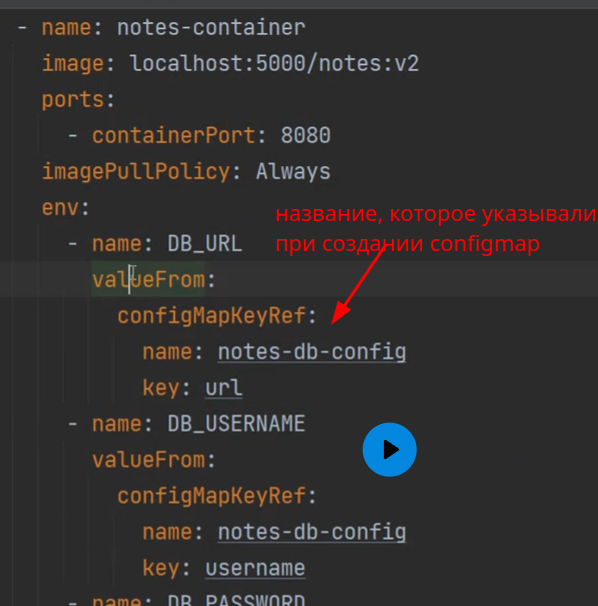 - name: notes-container
image: localhost:5000/notes:v2
ports:
- containerPort: 8080
imagePullPolicy: Always
env:
название, которое указывали
при создании configmap
- name: DB_URL
valueFrom:
configMapKeyRef:
name: notes-db-config
key: url
- name: DB_USERNAME
valueFrom:
configMapKeyRef:
name: notes-db-config
key: username
- name: DB_PASSWORD